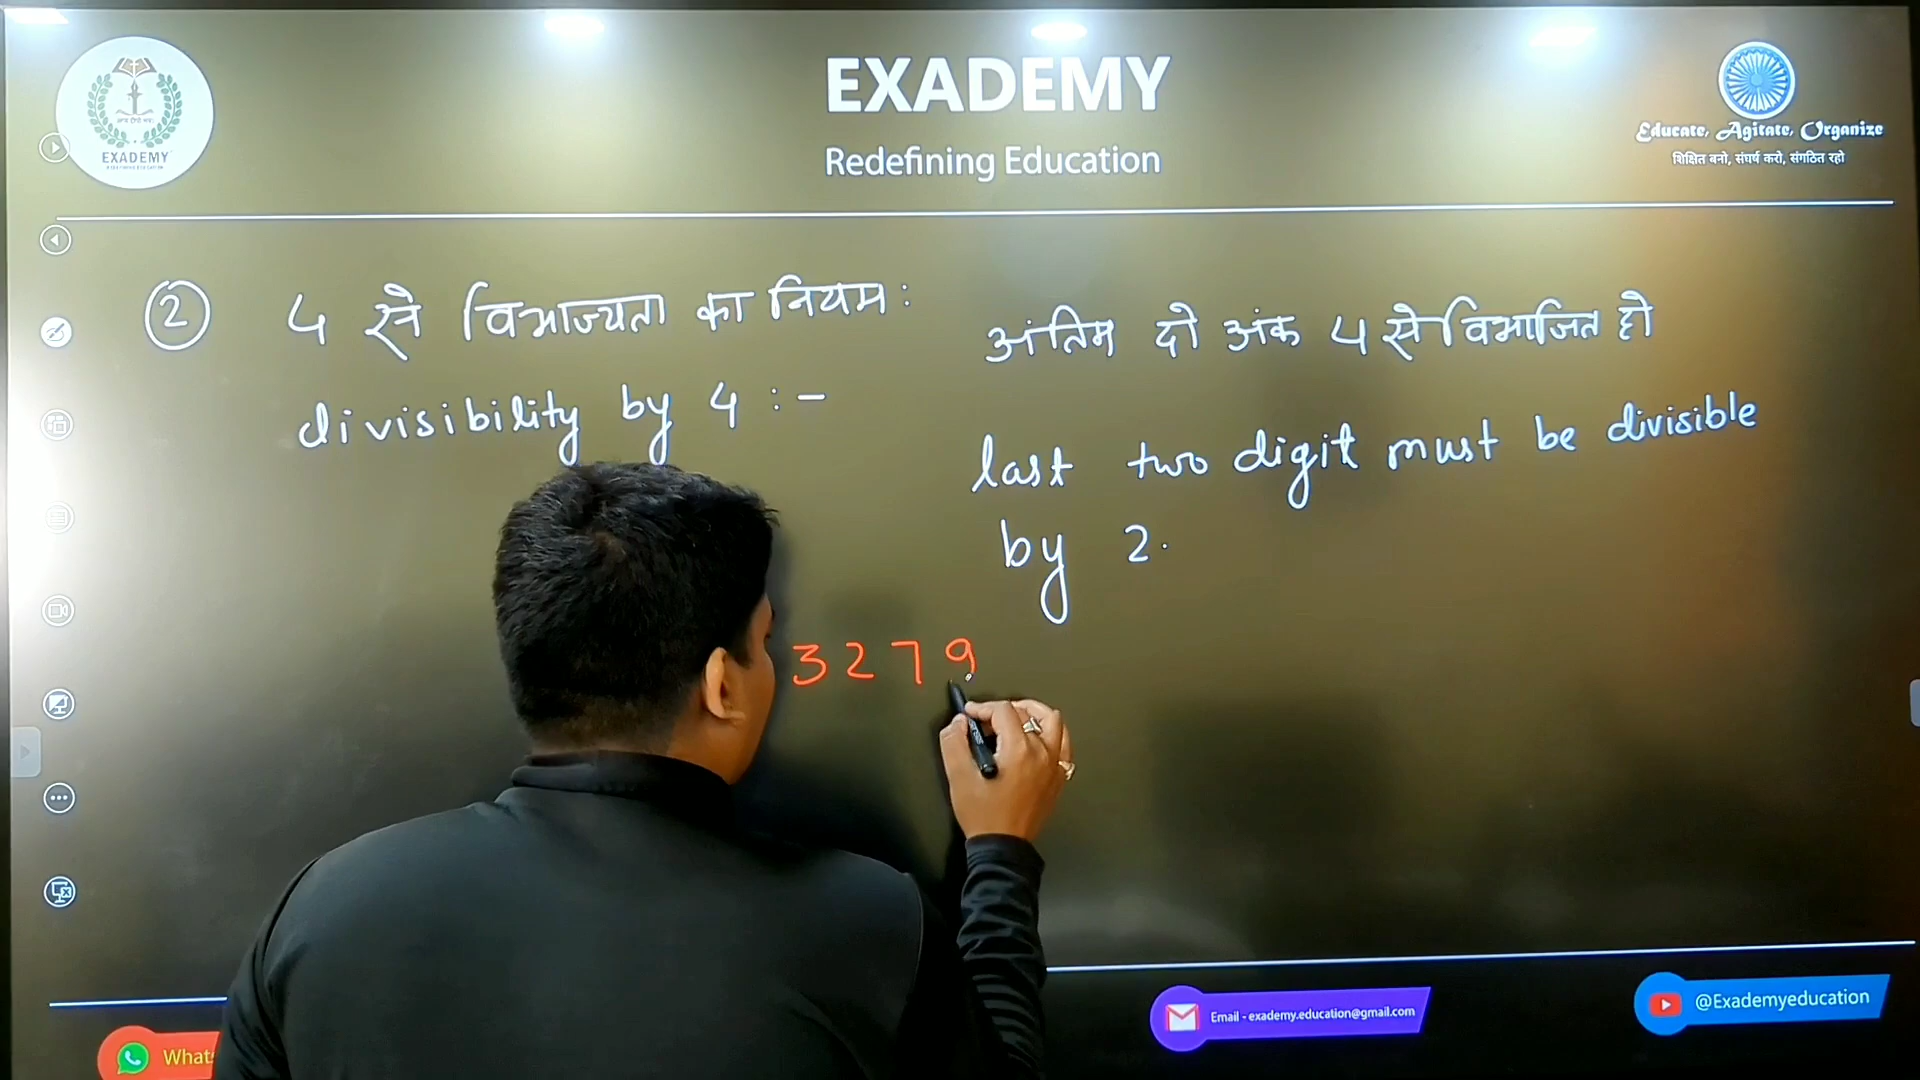 EXADEMY
Redefining Education
EXADEMY
Educate, Agitate, Organize
शिक्षित बनो, संघर्ष करो, संगठित रहो
② 4 से विभाज्यता का नियम :
अंतिम दो अंक 4 से विभाजित हो
divisibility by 4 : -
last two digit must be divisible
by 2.
3279
Whats
Email - exademy.education@gmail.com
@Exademyeducation